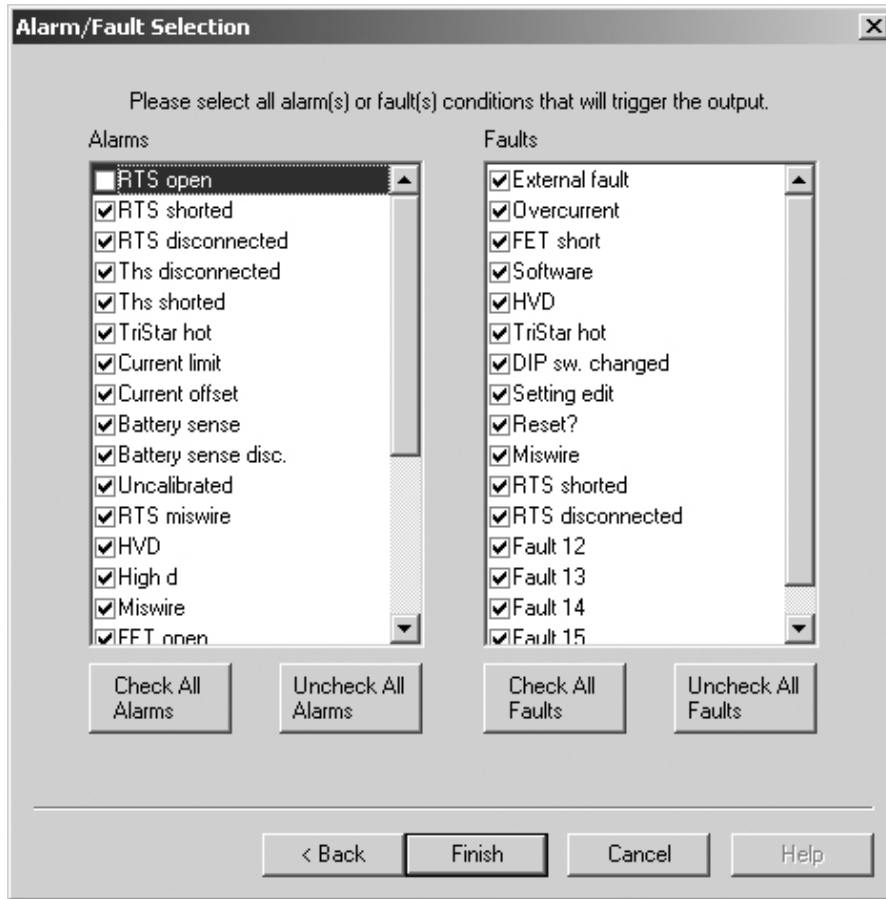 Alarm/Fault Selection
Please select all alarm(s) or fault(s) conditions that will trigger the output.
Alarms
RTS open
RTS shorted
RTS disconnected
Ths disconnected
Ths shorted
TriStar hot
Current limit
Current offset
Battery sense
Battery sense disc.
Uncalibrated
RTS miswire
HVD
High d
Miswire
FET open
Check All
Alarms
Uncheck All
Alarms
Faults
External fault
Overcurrent
FET short
Software
HVD
TriStar hot
DIP sw. changed
Setting edit
Reset?
Miswire
RTS shorted
RTS disconnected
Fault 12
Fault 13
Fault 14
Fault 15
Check All
Faults
Uncheck All
Faults
< Back
Finish
Cancel
Help